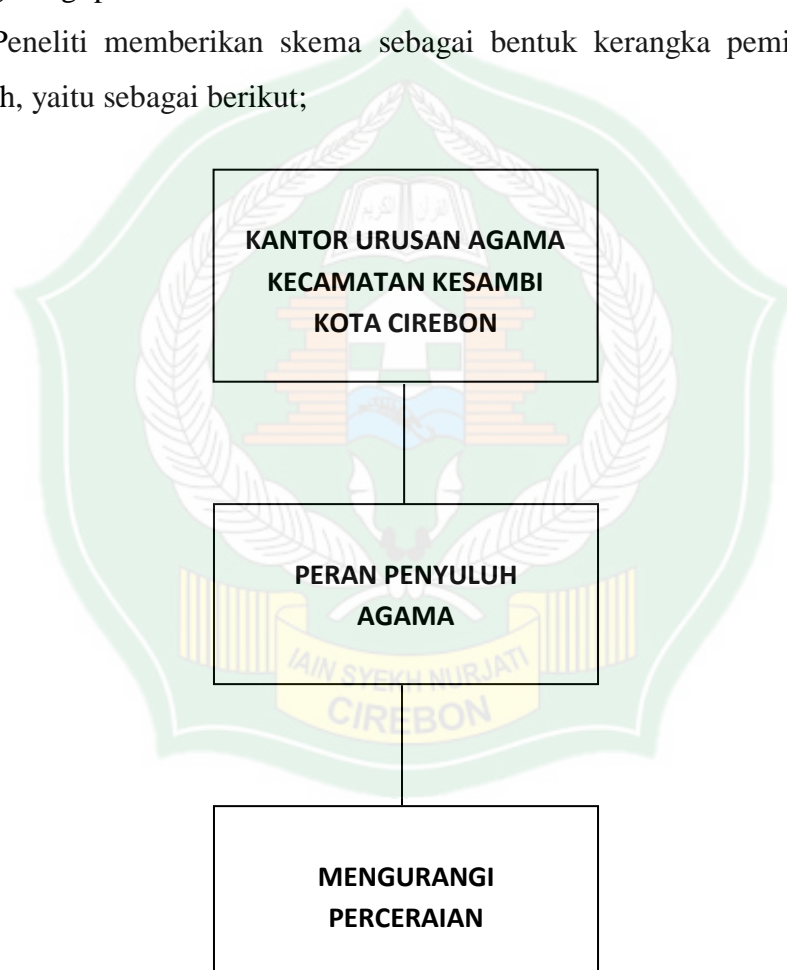 Peneliti memberikan skema sebagai bentuk kerangka pemi
h, yaitu sebagai berikut;
KANTOR URUSAN AGAMA
KECAMATAN KESAMBI
KOTA CIREBON
PERAN PENYULUH
AGAMA
IAIN SYEKH NURJATI
CIREBON
MENGURANGI
PERCERAIAN